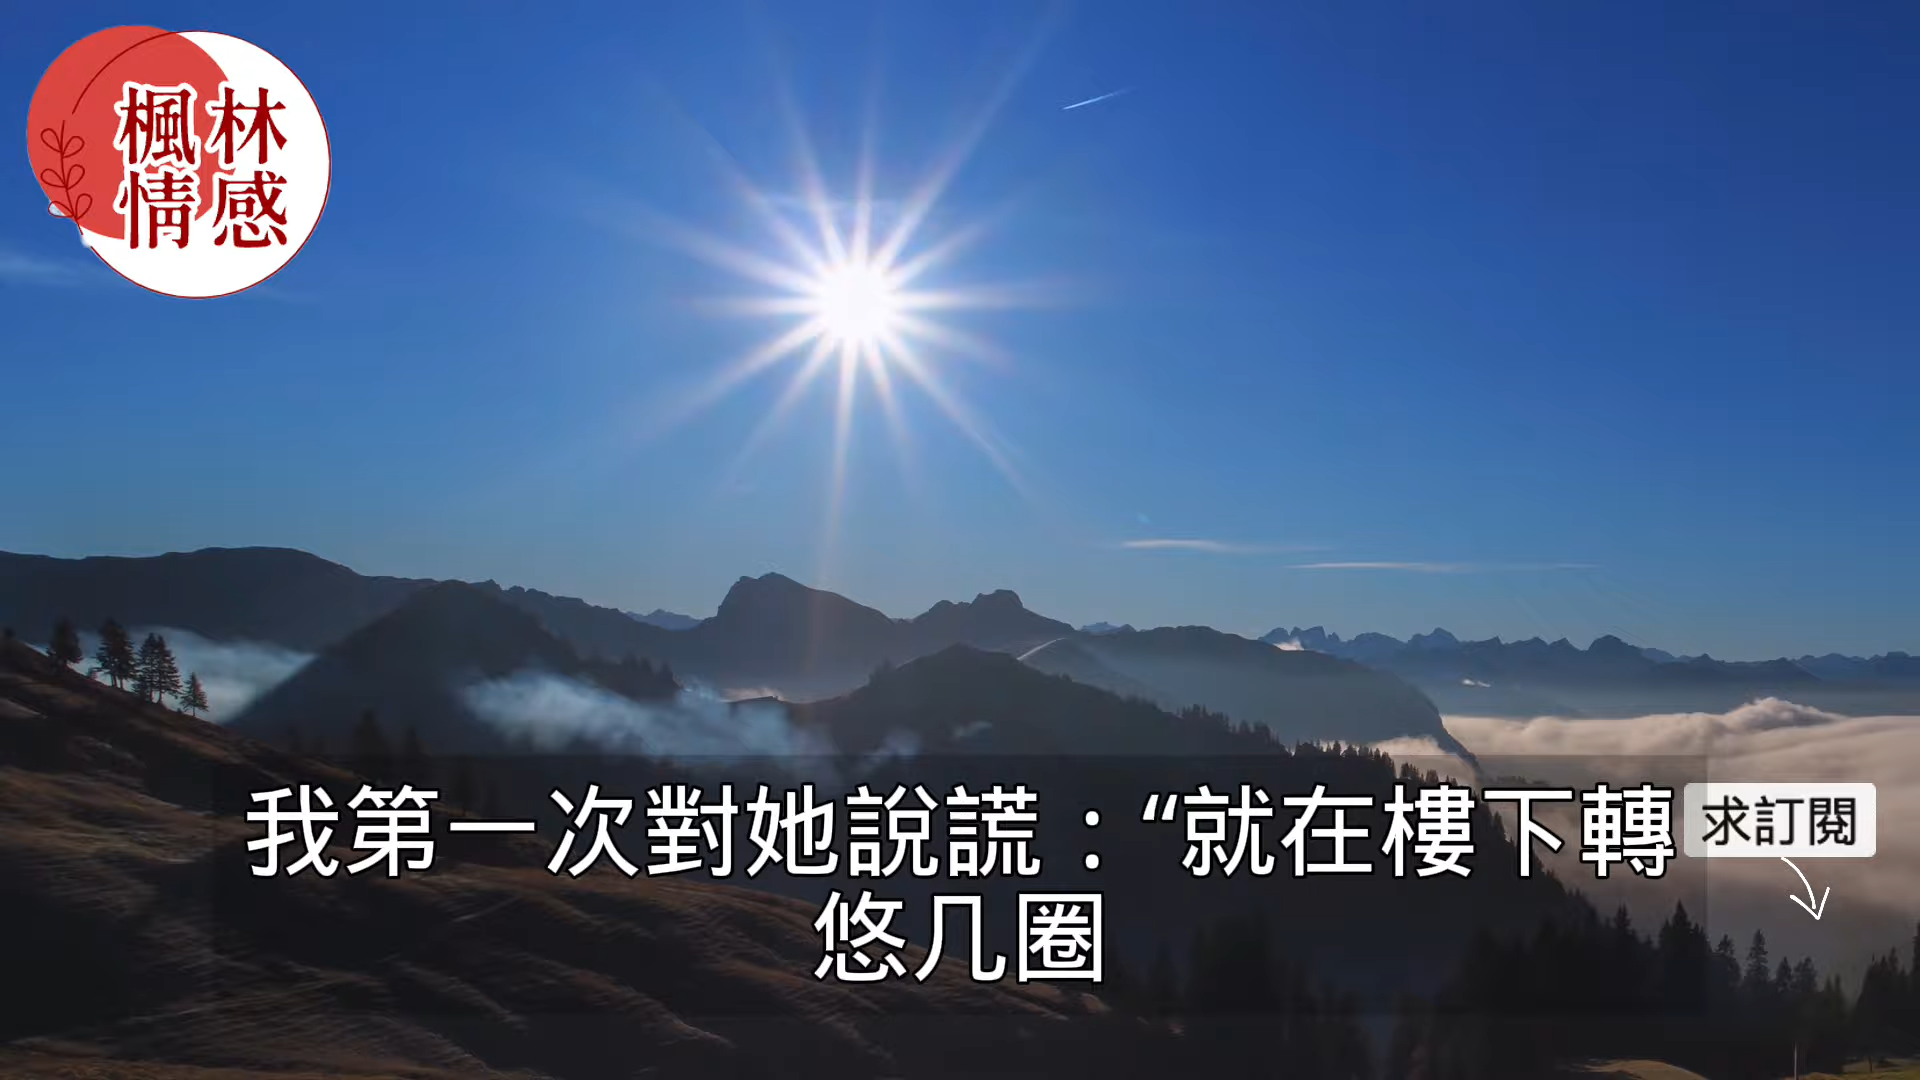 楓林
情感
我第一次對她說謊：“就在樓下轉
求訂閱
悠几圈